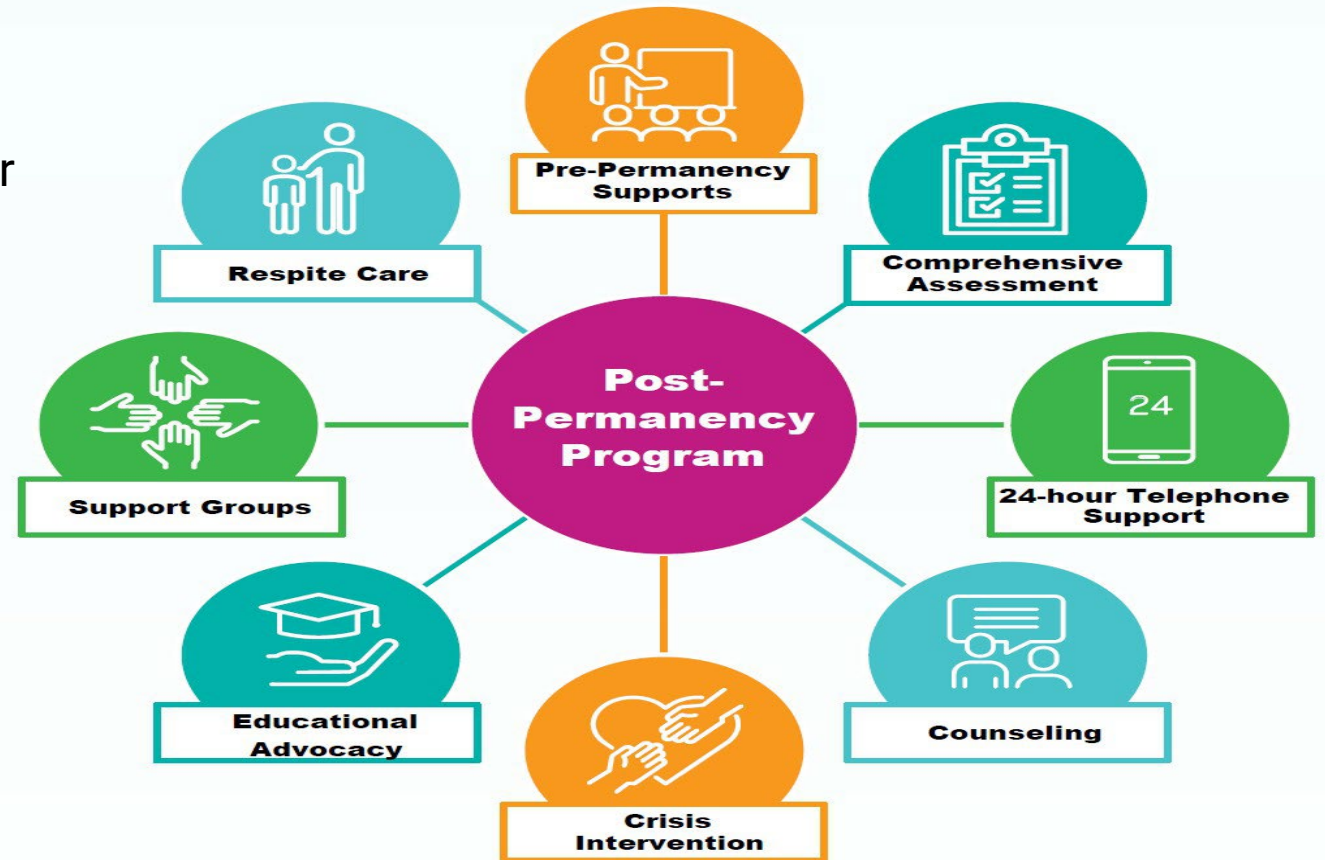 r
Pre-Permanency
Supports
Respite Care
Comprehensive
Assessment
Post-
Permanency
Program
24
Support Groups
24-hour Telephone
Support
Educational
Advocacy
Counseling
Crisis
Intervention